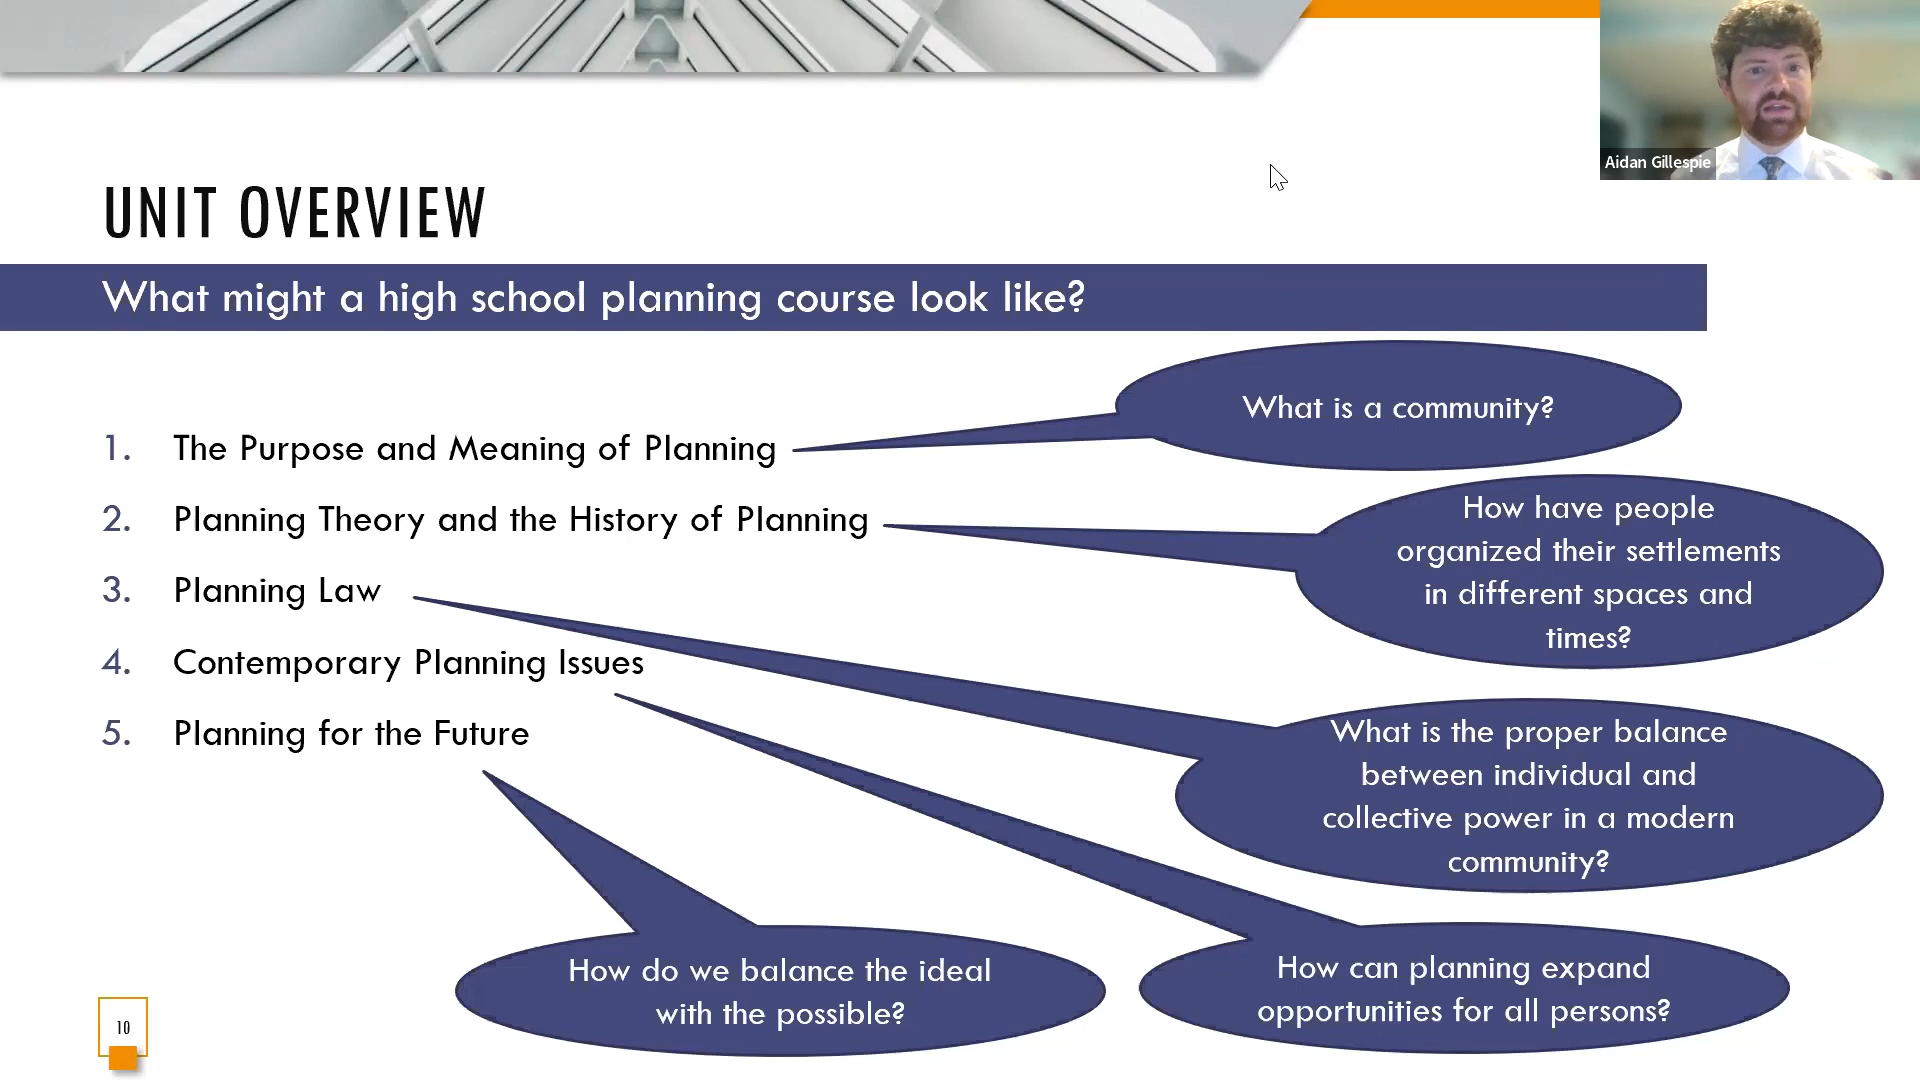 Aidan Gillespie
UNIT OVERVIEW
What might a high school planning course look like?
1. The Purpose and Meaning of Planning
2. Planning Theory and the History of Planning
3. Planning Law
4. Contemporary Planning Issues
5. Planning for the Future
What is a community?
How have people
organized their settlements
in different spaces and
times?
What is the proper balance
between individual and
collective power in a modern
community?
How do we balance the ideal
with the possible?
How can planning expand
opportunities for all persons?
10